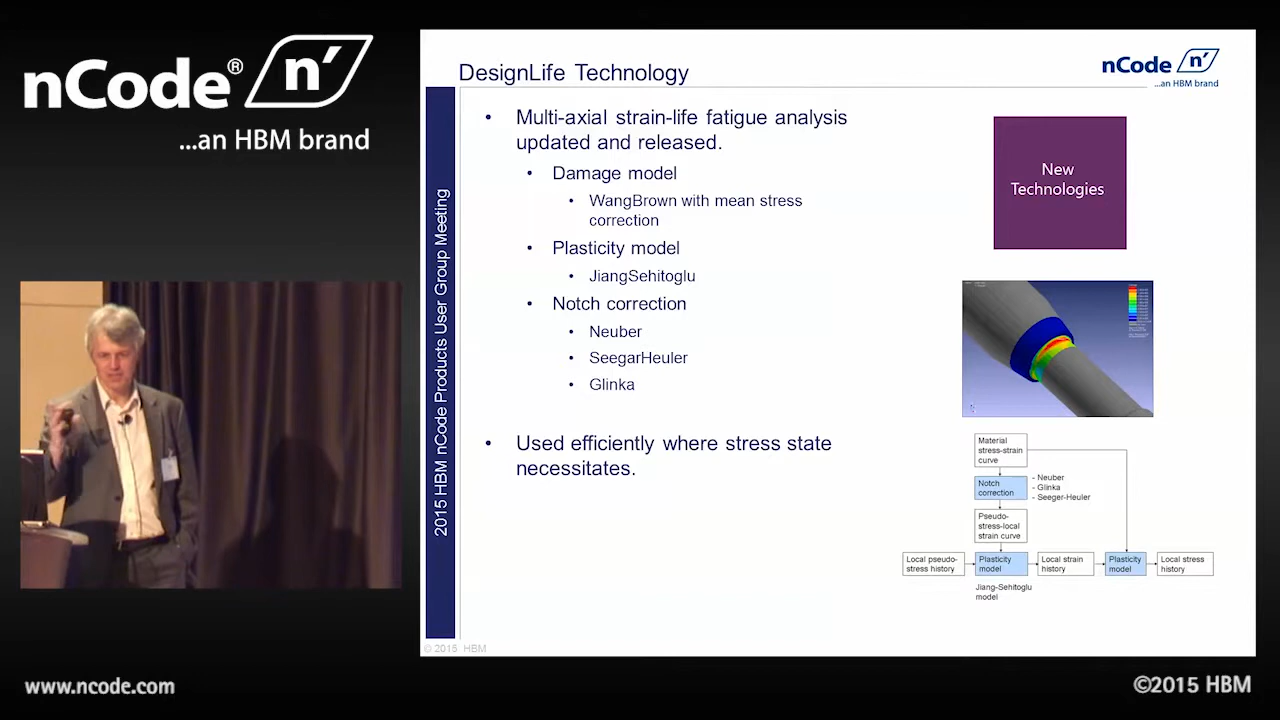 nCode® n'
...an HBM brand
DesignLife Technology
nCode n'
...an HBM brand
2015 HBM nCode Products User Group Meeting
• Multi-axial strain-life fatigue analysis
updated and released.
• Damage model
• WangBrown with mean stress
correction
• Plasticity model
• JiangSehitoglu
• Notch correction
• Neuber
• SeegarHeuler
• Glinka
• Used efficiently where stress state
necessitates.
New
Technologies
Material
stress-strain
curve
Notch
correction
- Neuber
- Glinka
- Seeger-Heuler
Pseudo-
stress-local
strain curve
Local pseudo-
stress history
Plasticity
model
Local strain
history
Plasticity
model
Local stress
history
Jiang-Sehitoglu
model
© 2015 HBM
www.ncode.com
©2015 HBM